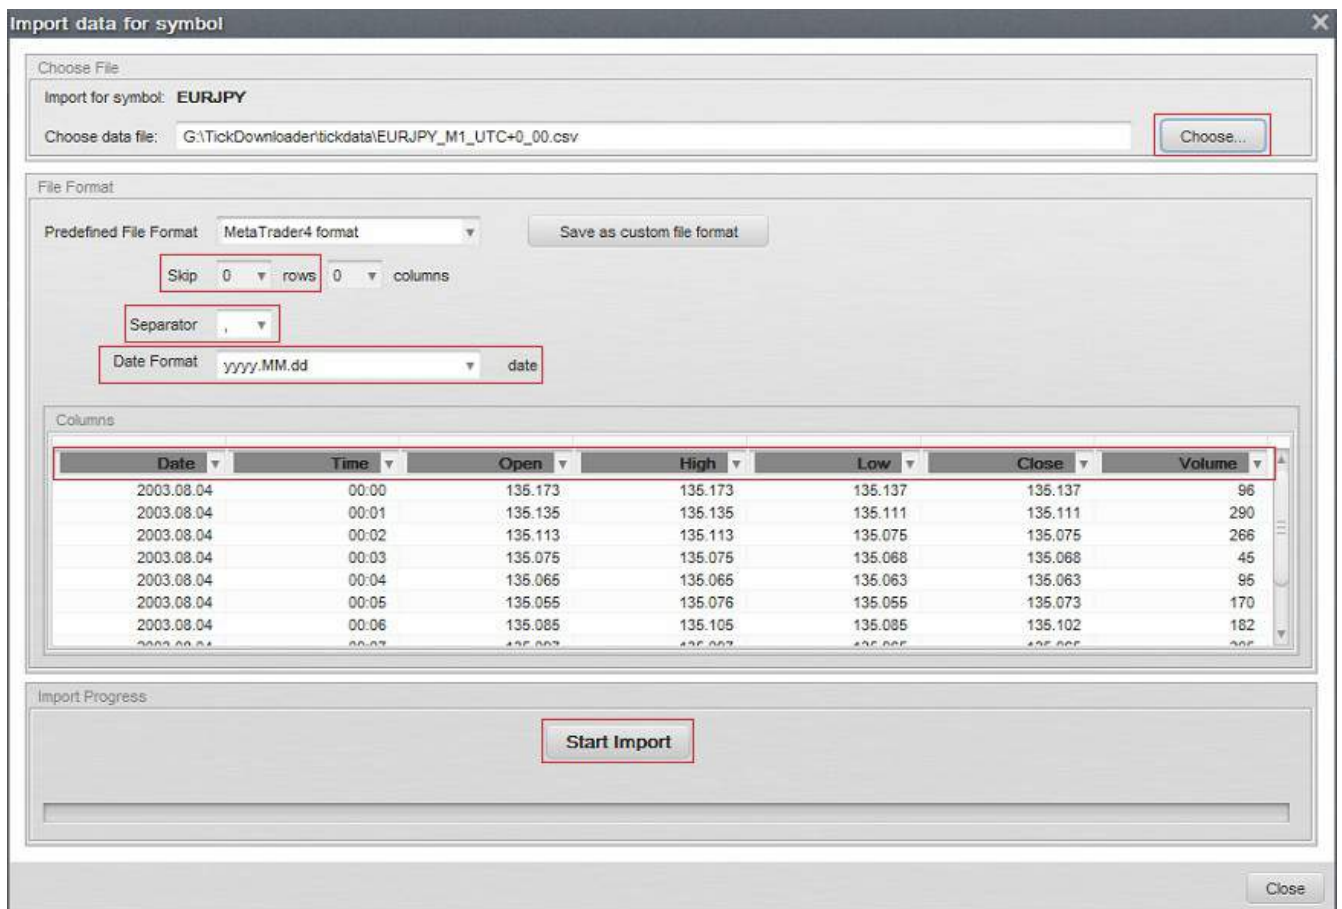 Import data for symbol
Choose File
Import for symbol: EURJPY
Choose data file: G:\TickDownloader\tickdata\EURJPY_M1_UTC+0_00.csv Choose...
File Format
Predefined File Format MetaTrader4 format Save as custom file format
Skip 0 rows 0 columns
Separator ,
Date Format yyyy.MM.dd date
Columns
Date Time Open High Low Close Volume
2003.08.04 00:00 135.173 135.173 135.137 135.137 96
2003.08.04 00:01 135.135 135.135 135.111 135.111 290
2003.08.04 00:02 135.113 135.113 135.075 135.075 266
2003.08.04 00:03 135.075 135.075 135.068 135.068 45
2003.08.04 00:04 135.065 135.065 135.063 135.063 95
2003.08.04 00:05 135.055 135.076 135.055 135.073 170
2003.08.04 00:06 135.085 135.105 135.085 135.102 182
Import Progress
Start Import
Close